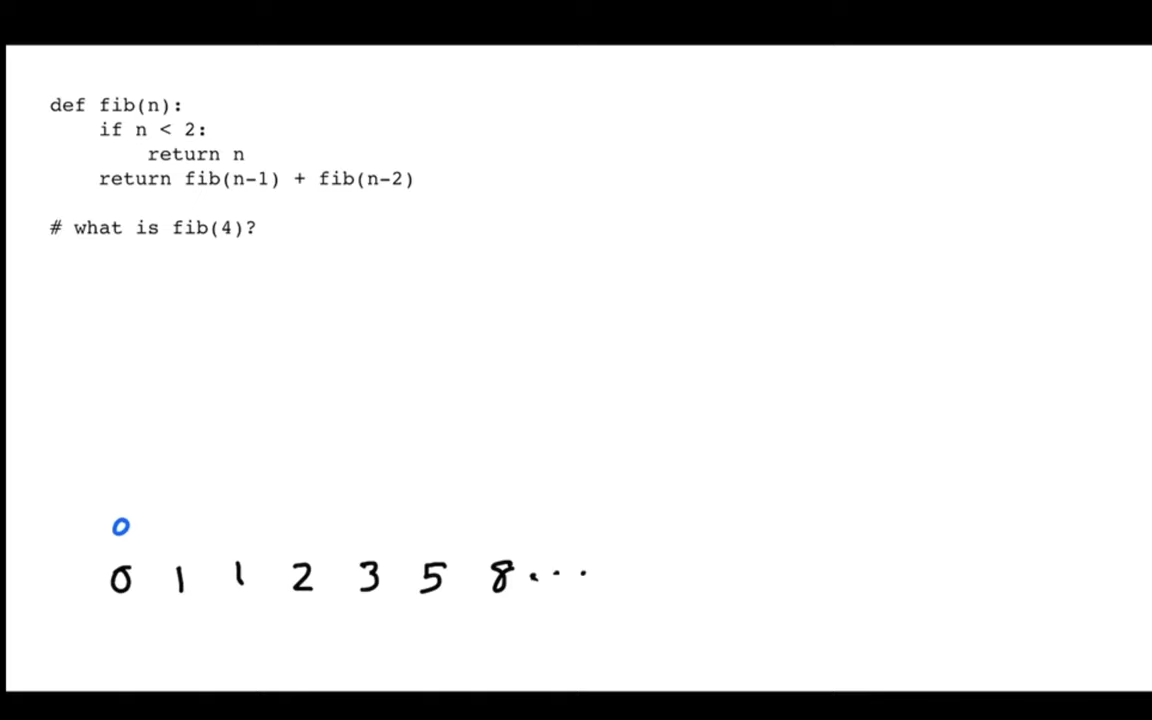 def fib(n):
    if n < 2:
        return n
    return fib(n-1) + fib(n-2)
# what is fib(4)?
0
0 1 1 2 3 5 8...